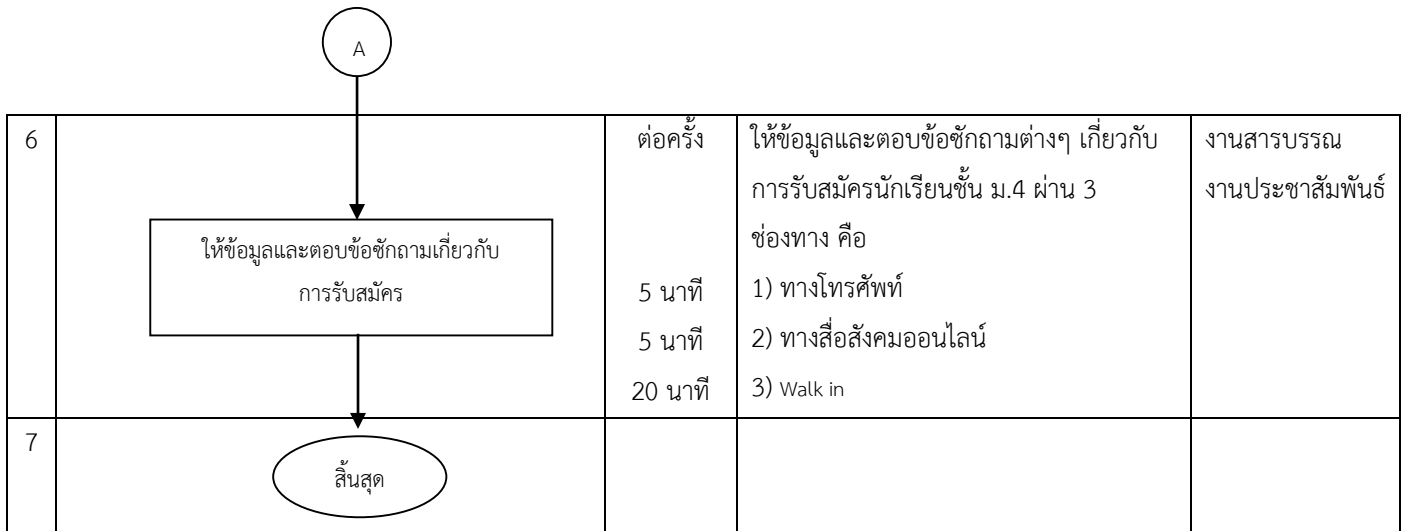 A
6
ให้ข้อมูลและตอบข้อซักถามเกี่ยวกับ
การรับสมัคร
ต่อครั้ง
5 นาที
5 นาที
20 นาที
ให้ข้อมูลและตอบข้อซักถามต่างๆ เกี่ยวกับ
การรับสมัครนักเรียนชั้น ม.4 ผ่าน 3
ช่องทาง คือ
1) ทางโทรศัพท์
2) ทางสื่อสังคมออนไลน์
3) Walk in
งานสารบรรณ
งานประชาสัมพันธ์
7
สิ้นสุด